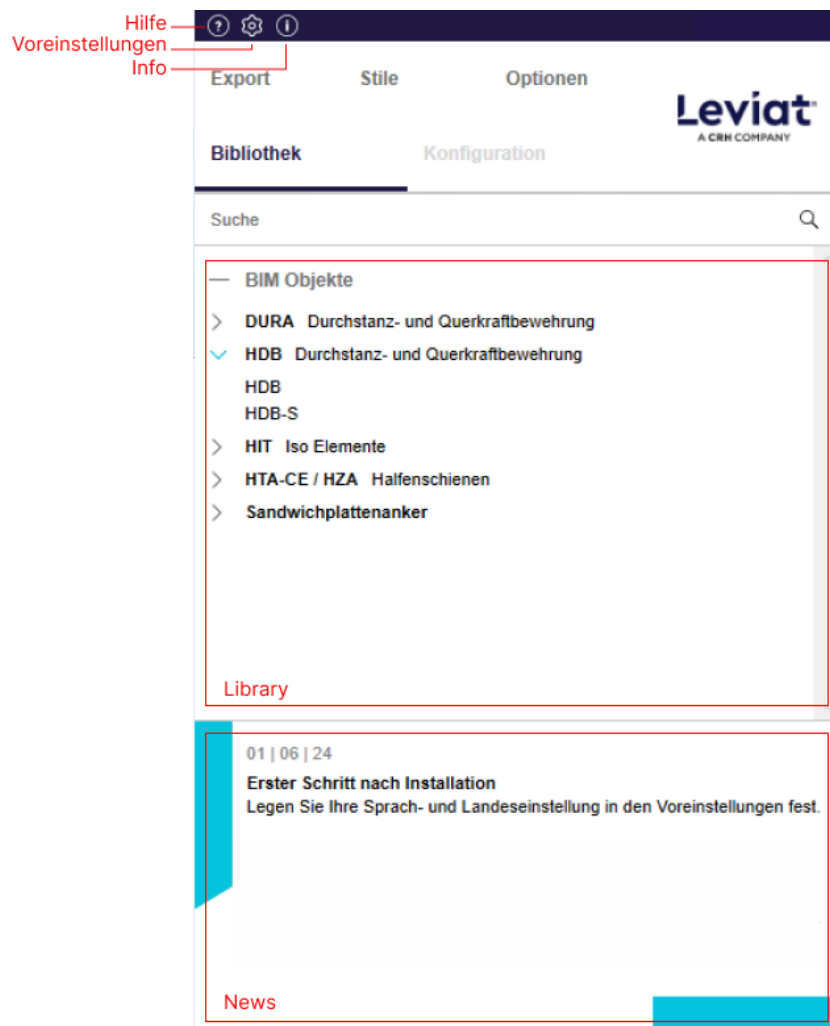 Hilfe
Voreinstellungen
Info
Export Stile Optionen
Leviat®
A CRH COMPANY
Bibliothek Konfiguration
Suche
BIM Objekte
DURA Durchstanz- und Querkraftbewehrung
HDB Durchstanz- und Querkraftbewehrung
HDB
HDB-S
HIT Iso Elemente
HTA-CE / HZA Halfenschienen
Sandwichplattenanker
Library
01 | 06 | 24
Erster Schritt nach Installation
Legen Sie Ihre Sprach- und Landeseinstellung in den Voreinstellungen fest.
News